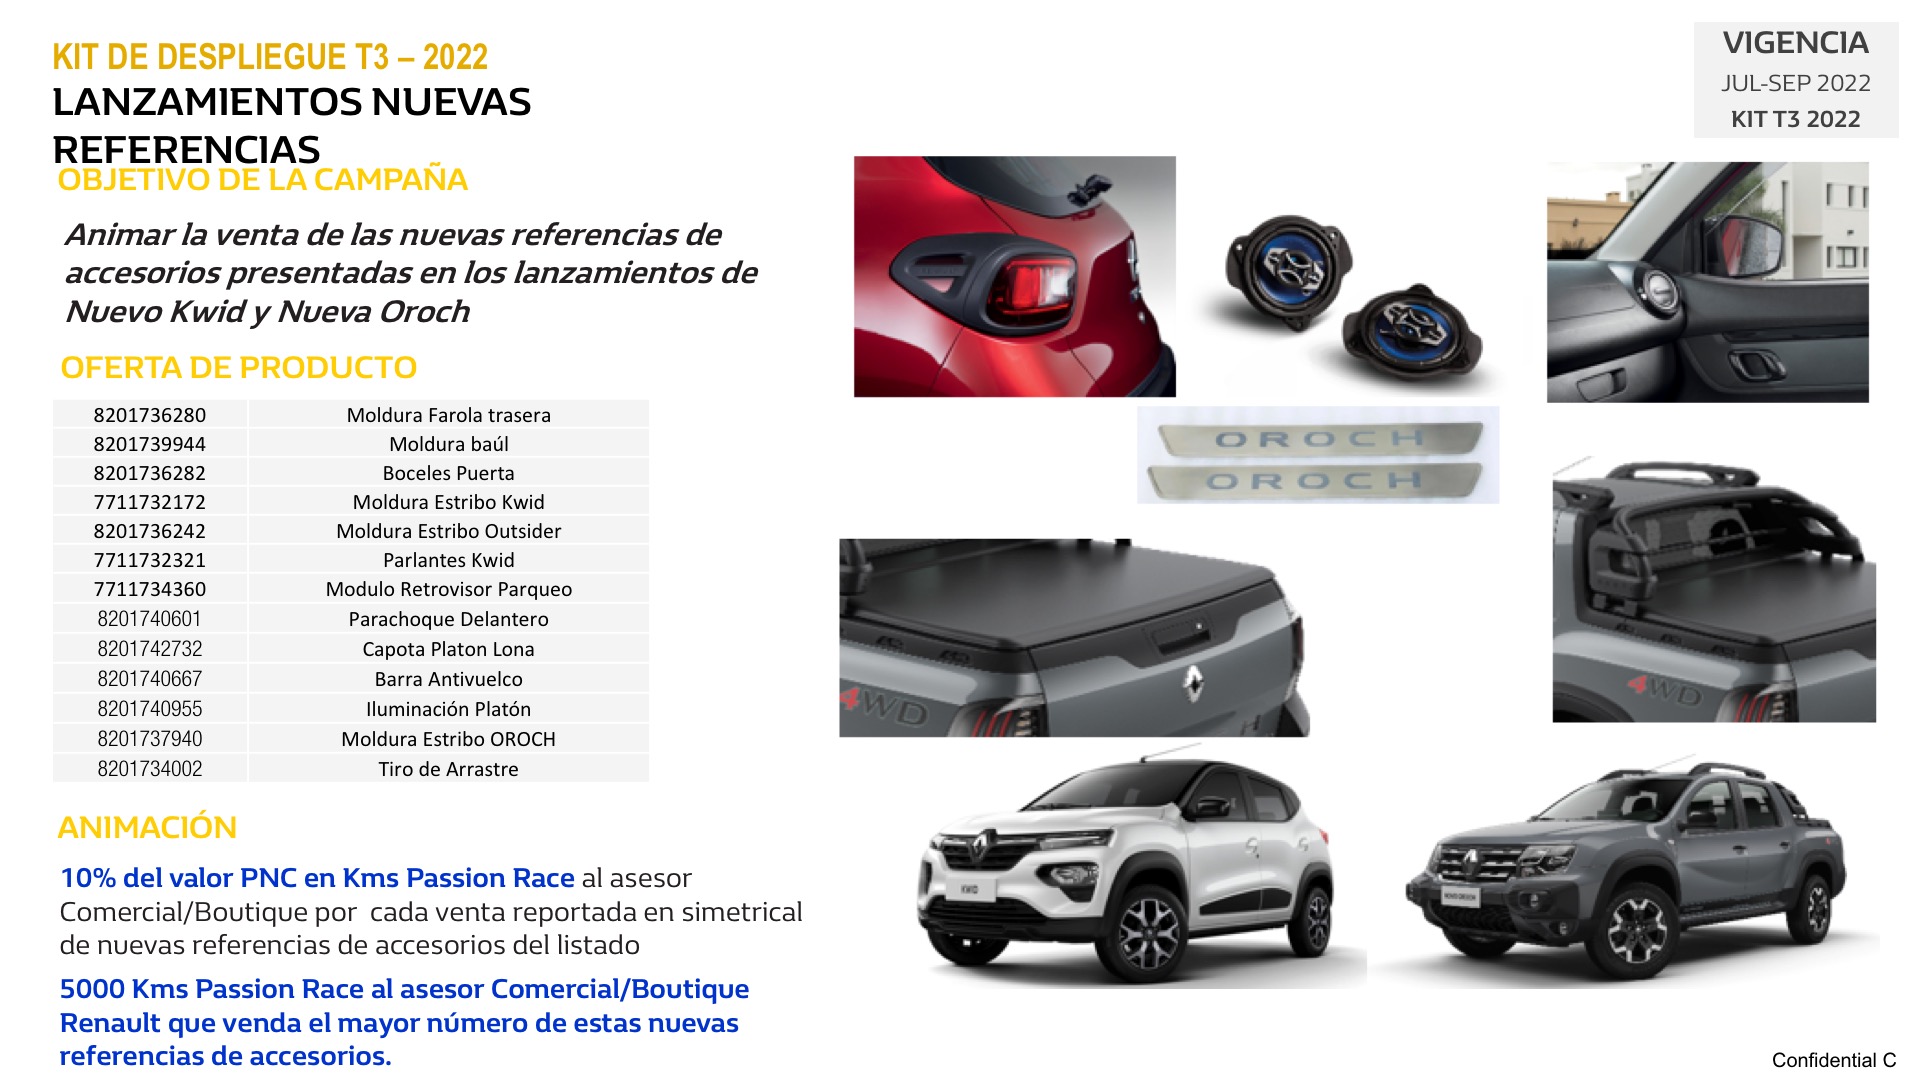 KIT DE DESPLIEGUE T3 – 2022
LANZAMIENTOS NUEVAS
REFERENCIAS
VIGENCIA
JUL-SEP 2022
KIT T3 2022
OBJETIVO DE LA CAMPAÑA
Animar la venta de las nuevas referencias de
accesorios presentadas en los lanzamientos de
Nuevo Kwid y Nueva Oroch
OFERTA DE PRODUCTO
8201736280 Moldura Farola trasera
8201739944 Moldura baúl
8201736282 Boceles Puerta
7711732172 Moldura Estribo Kwid
8201736242 Moldura Estribo Outsider
7711732321 Parlantes Kwid
7711734360 Modulo Retrovisor Parqueo
8201740601 Parachoque Delantero
8201742732 Capota Platon Lona
8201740667 Barra Antivuelco
8201740955 Iluminación Platón
8201737940 Moldura Estribo OROCH
8201734002 Tiro de Arrastre
ANIMACIÓN
10% del valor PNC en Kms Passion Race al asesor
Comercial/Boutique por  cada venta reportada en simetrical
de nuevas referencias de accesorios del listado
5000 Kms Passion Race al asesor Comercial/Boutique
Renault que venda el mayor número de estas nuevas
referencias de accesorios.
OROCH
OROCH
4WD
4WD
KWID
Confidential C